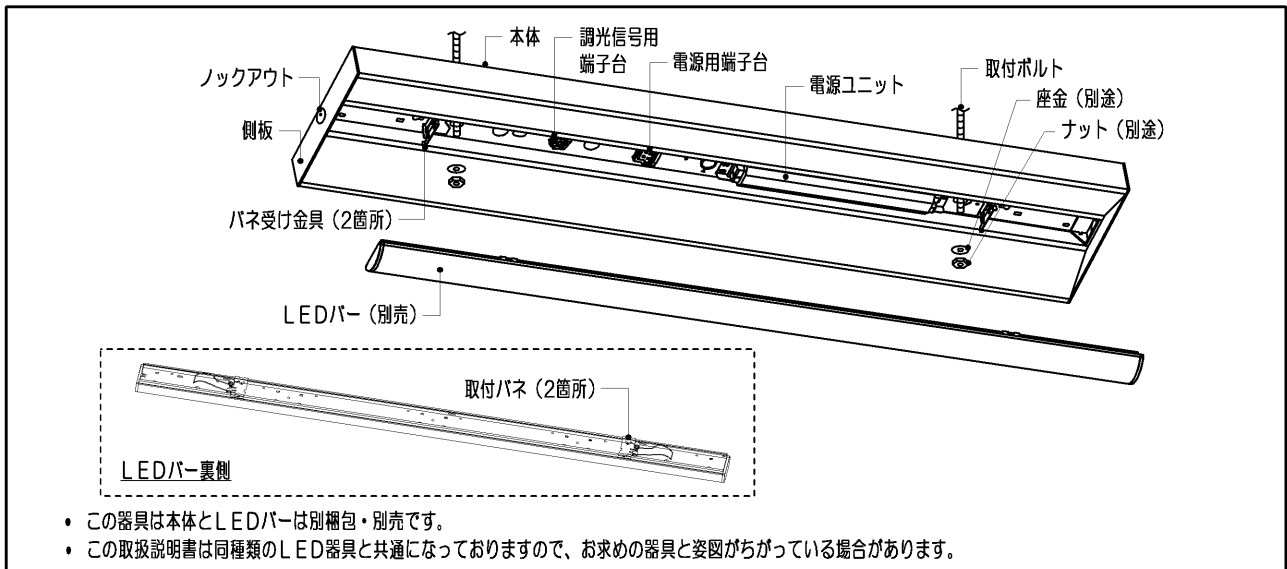 本体
調光信号用
端子台
電源用端子台
電源ユニット
取付ボルト
座金（別途）
ナット（別途）
ノックアウト
側板
バネ受け金具（2箇所）
LEDバー（別売）
取付バネ（2箇所）
LEDバー裏側
• この器具は本体とLEDバーは別梱包・別売です。
• この取扱説明書は同種類のLED器具と共通になっておりますので、お求めの器具と姿図がちがっている場合があります。